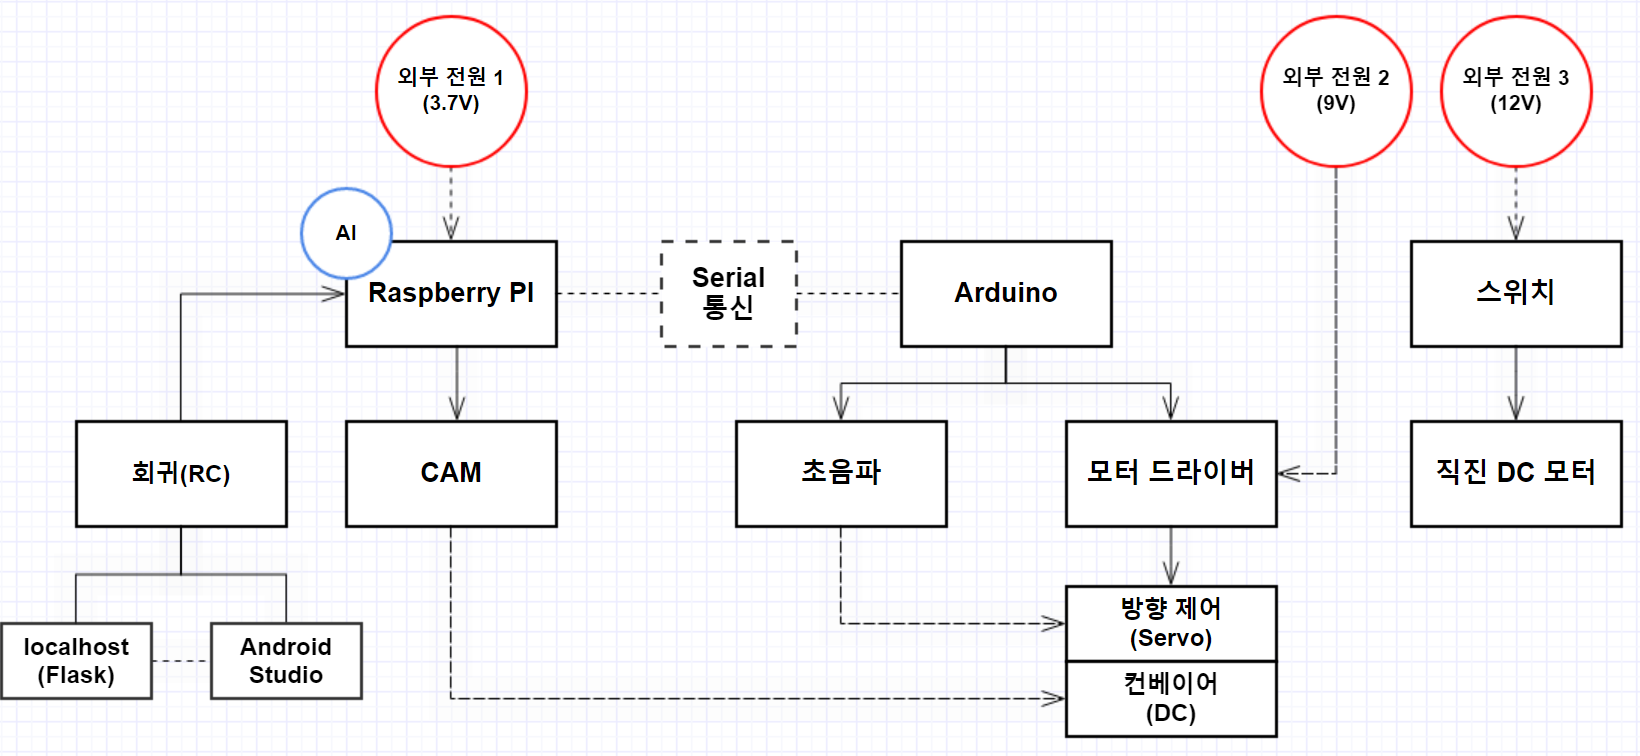 외부 전원 1
(3.7V)
외부 전원 2
(9V)
외부 전원 3
(12V)
AI
Raspberry PI
Serial
통신
Arduino
스위치
회귀(RC)
CAM
초음파
모터 드라이버
직진 DC 모터
localhost
(Flask)
Android
Studio
방향 제어
(Servo)
컨베이어
(DC)